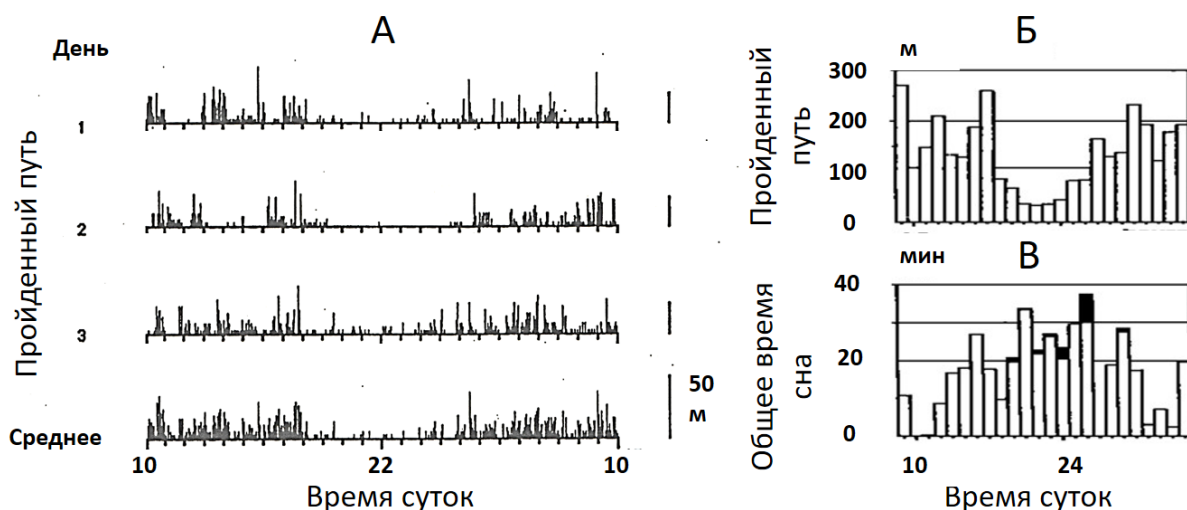 А
День
Пройденный путь
1
2
3
Среднее
50
м
10
22
10
Время суток
Б
м
Пройденный
путь
300
200
100
0
В
мин
Общее время
сна
40
20
0
10
24
Время суток